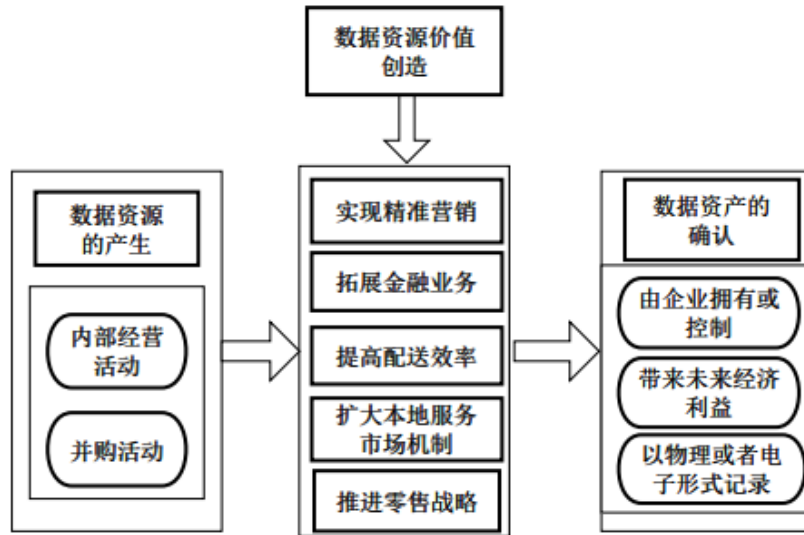 数据资源价值
创造
数据资源
的产生
内部经营
活动
并购活动
实现精准营销
拓展金融业务
提高配送效率
扩大本地服务
市场机制
推进零售战略
数据资产的
确认
由企业拥有或
控制
带来未来经济
利益
以物理或者电
子形式记录